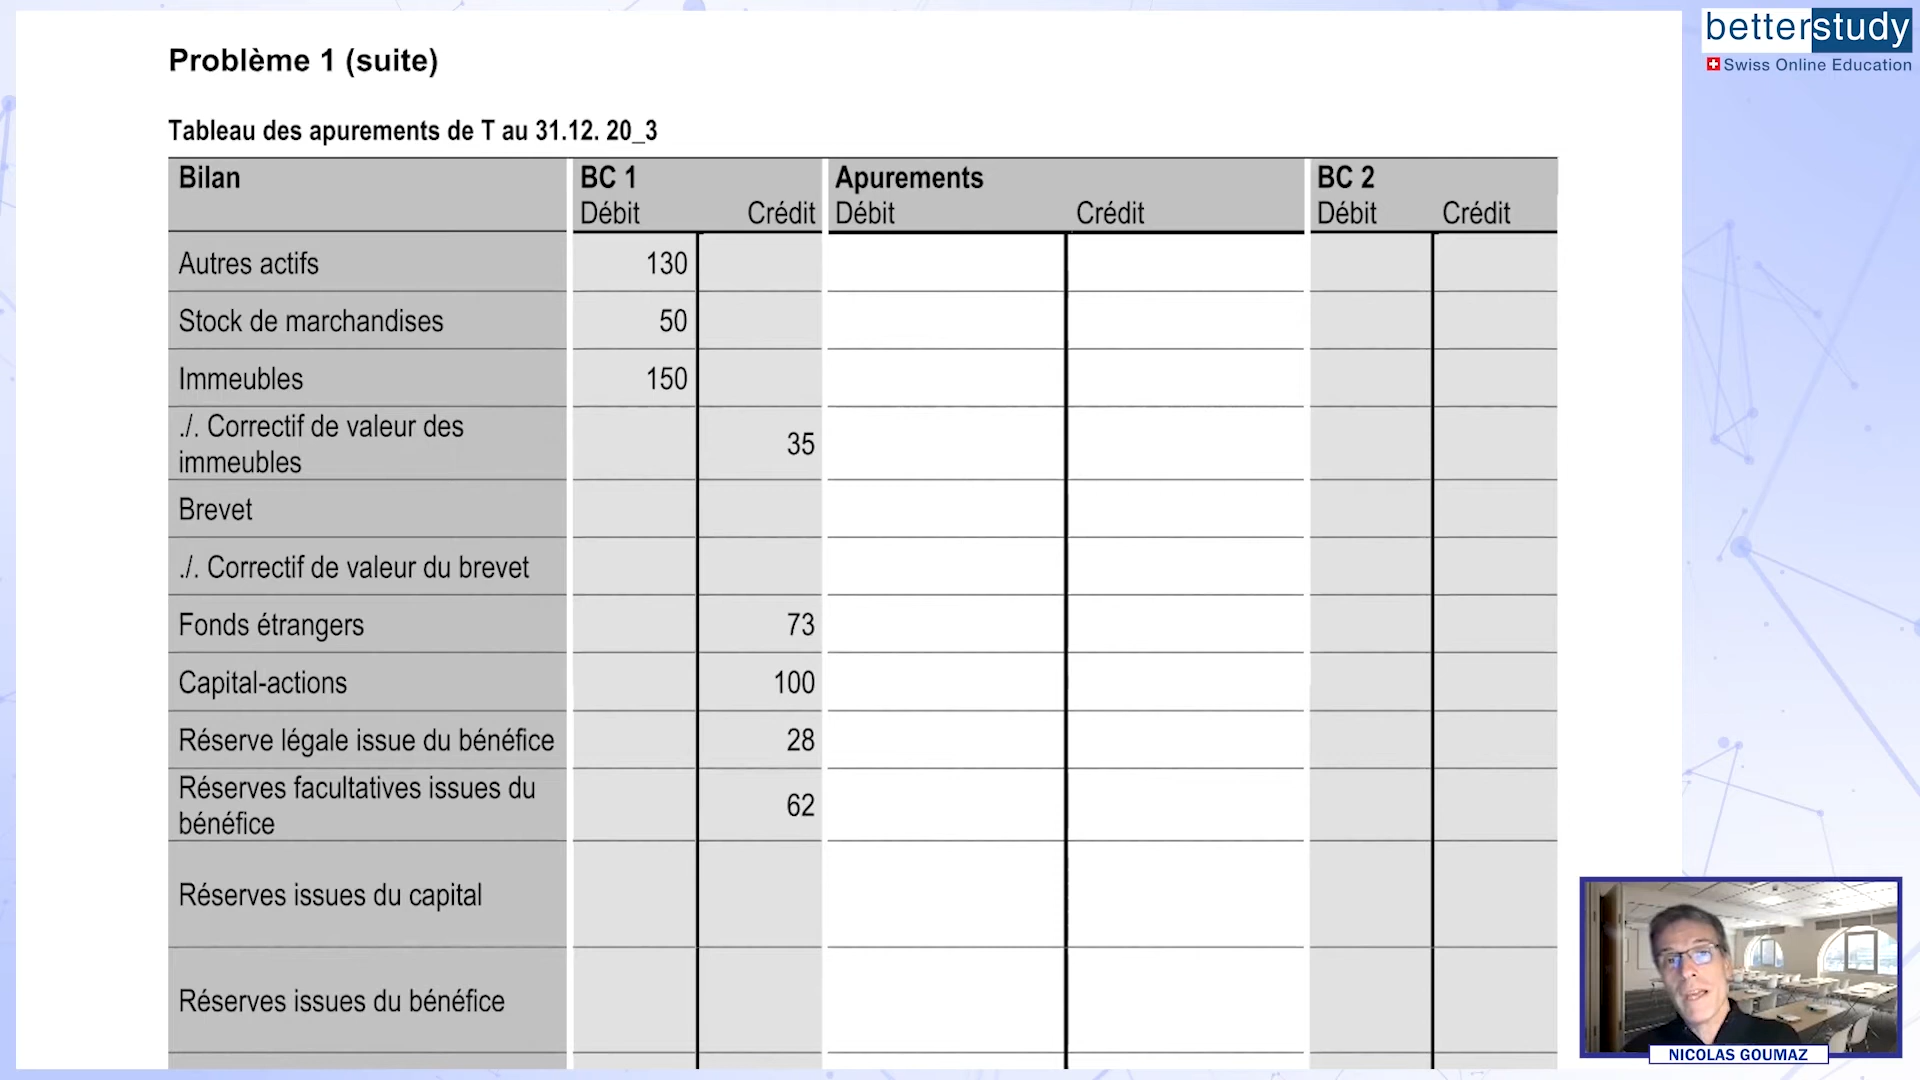 betterstudy
Swiss Online Education
Problème 1 (suite)
Tableau des apurements de T au 31.12. 20_3
Bilan BC 1 Apurements BC 2
Débit Crédit Débit Crédit Débit Crédit
Autres actifs 130
Stock de marchandises 50
Immeubles 150
./. Correctif de valeur des
immeubles 35
Brevet
./. Correctif de valeur du brevet
Fonds étrangers 73
Capital-actions 100
Réserve légale issue du bénéfice 28
Réserves facultatives issues du
bénéfice 62
Réserves issues du capital
Réserves issues du bénéfice
NICOLAS GOUMAZ